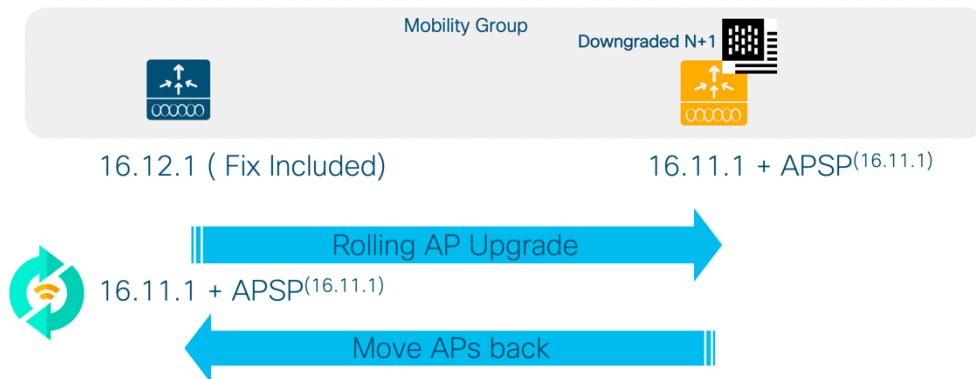 Mobility Group
Downgraded N+1
16.12.1 ( Fix Included)
16.11.1 + APSP(16.11.1)
Rolling AP Upgrade
16.11.1 + APSP(16.11.1)
Move APs back